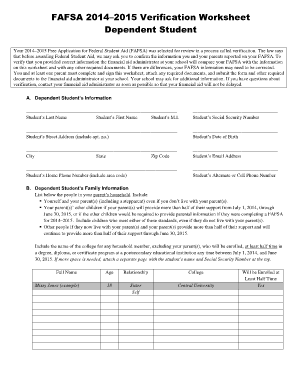 FAFSA 2014–2015 Verification Worksheet
Dependent Student
Your 2014–2015 Free Application for Federal Student Aid (FAFSA) was selected for review in a process called verification. The law says
that before awarding Federal Student Aid, we may ask you to confirm the information you and your parents reported on your FAFSA. To
verify that you provided correct information the financial aid administrator at your school will compare your FAFSA with the information
on this worksheet and with any other required documents. If there are differences, your FAFSA information may need to be corrected.
You and at least one parent must complete and sign this worksheet, attach any required documents, and submit the form and other required
documents to the financial aid administrator at your school. Your school may ask for additional information. If you have questions about
verification, contact your financial aid administrator as soon as possible so that your financial aid will not be delayed.
A. Dependent Student's Information
Student's Last Name Student's First Name Student's M.I. Student's Social Security Number
Student's Street Address (include apt. no.) Student's Date of Birth
City State Zip Code Student's Email Address
Student's Home Phone Number (include area code) Student's Alternate or Cell Phone Number
B. Dependent Student's Family Information
List below the people in your parent(s)' household. Include:
• Yourself and your parent(s) (including a stepparent) even if you don't live with your parent(s).
• Your parent(s)' other children if your parent(s) will provide more than half of their support from July 1, 2014, through
June 30, 2015, or if the other children would be required to provide parental information if they were completing a FAFSA
for 2014–2015. Include children who meet either of these standards, even if they do not live with your parent(s).
• Other people if they now live with your parent(s) and your parent(s) provide more than half of their support and will
continue to provide more than half of their support through June 30, 2015.
Include the name of the college for any household member, excluding your parent(s), who will be enrolled, at least half time in
a degree, diploma, or certificate program at a postsecondary educational institution any time between July 1, 2014, and June
30, 2015. If more space is needed, attach a separate page with the student's name and Social Security Number at the top.
Full Name Age Relationship College Will be Enrolled at
Least Half Time
Missy Jones (example) 18 Sister Central University Yes
Self